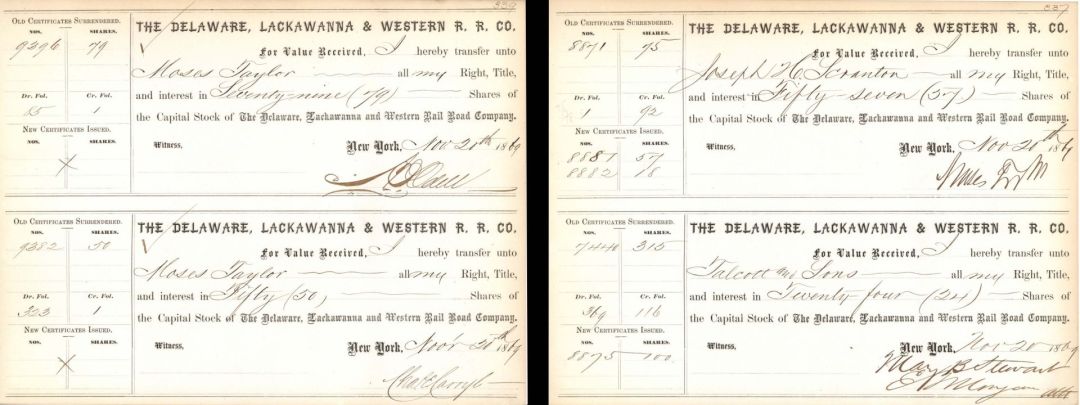 339
OLD CERTIFICATES SURRENDERED.
NOS. SHARES.
9296 79
Dr. Fol. Cr. Fol.
55 1
NEW CERTIFICATES ISSUED.
NOS. SHARES.
X
THE DELAWARE, LACKAWANNA & WESTERN R. R. CO.
For Value Received, I hereby transfer unto
Moses Taylor all my Right, Title,
and interest in Seventy-nine (79) Shares of
the Capital Stock of The Delaware, Lackawanna and Western Rail Road Company.
Witness, New York, Nov 20th 1869
OLD CERTIFICATES SURRENDERED.
NOS. SHARES.
9382 50
Dr. Fol. Cr. Fol.
323 1
NEW CERTIFICATES ISSUED.
NOS. SHARES.
X
THE DELAWARE, LACKAWANNA & WESTERN R. R. CO.
For Value Received, I hereby transfer unto
Moses Taylor all my Right, Title,
and interest in Fifty (50) Shares of
the Capital Stock of The Delaware, Lackawanna and Western Rail Road Company.
Witness, New York, Nov 20th 1869
337
OLD CERTIFICATES SURRENDERED.
NOS. SHARES.
8871 75
Dr. Fol. Cr. Fol.
1 92
NEW CERTIFICATES ISSUED.
NOS. SHARES.
8881 57
8882 18
THE DELAWARE, LACKAWANNA & WESTERN R. R. CO.
For Value Received, I hereby transfer unto
Joseph H. Scranton all my Right, Title,
and interest in Fifty-seven (57) Shares of
the Capital Stock of The Delaware, Lackawanna and Western Rail Road Company.
Witness, New York, Nov 20th 1869
OLD CERTIFICATES SURRENDERED.
NOS. SHARES.
7440 315
Dr. Fol. Cr. Fol.
369 116
NEW CERTIFICATES ISSUED.
NOS. SHARES.
8875 100
THE DELAWARE, LACKAWANNA & WESTERN R. R. CO.
For Value Received, I hereby transfer unto
Talcott and Sons all my Right, Title,
and interest in Twenty four (24) Shares of
the Capital Stock of The Delaware, Lackawanna and Western Rail Road Company.
Witness, New York, Nov 20 1869
Mary B Stewart
E D Morgan atty